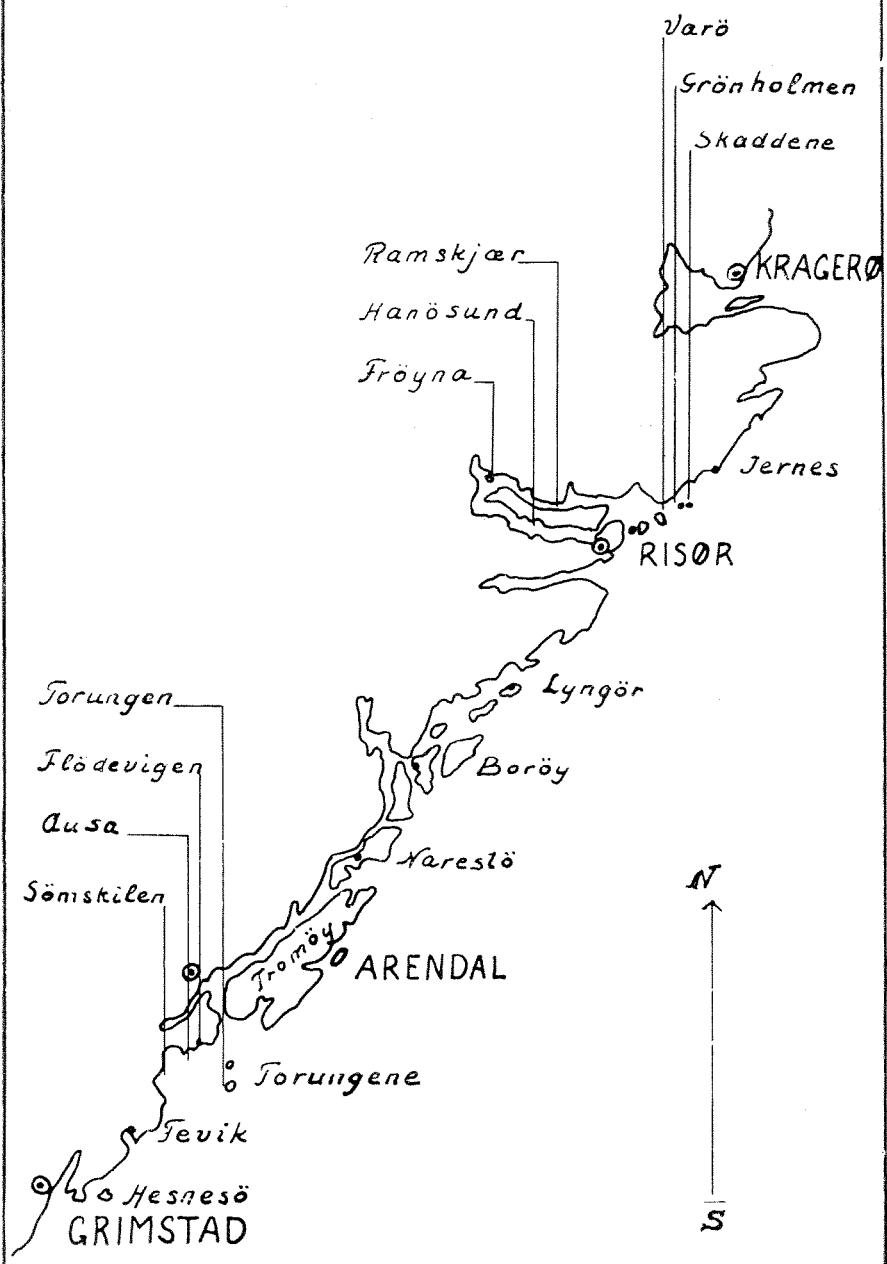 Varö
Grönholmen
Skaddene
Ramskjær
KRAGERØ
Hanösund
Fröyna
Jernes
RISØR
Torungen
Lyngör
Flödevigen
Boröy
Ausa
Narestö
Sömskilen
N
Tromöy
ARENDAL
Torungene
Fevik
Hesnesö
GRIMSTAD
S